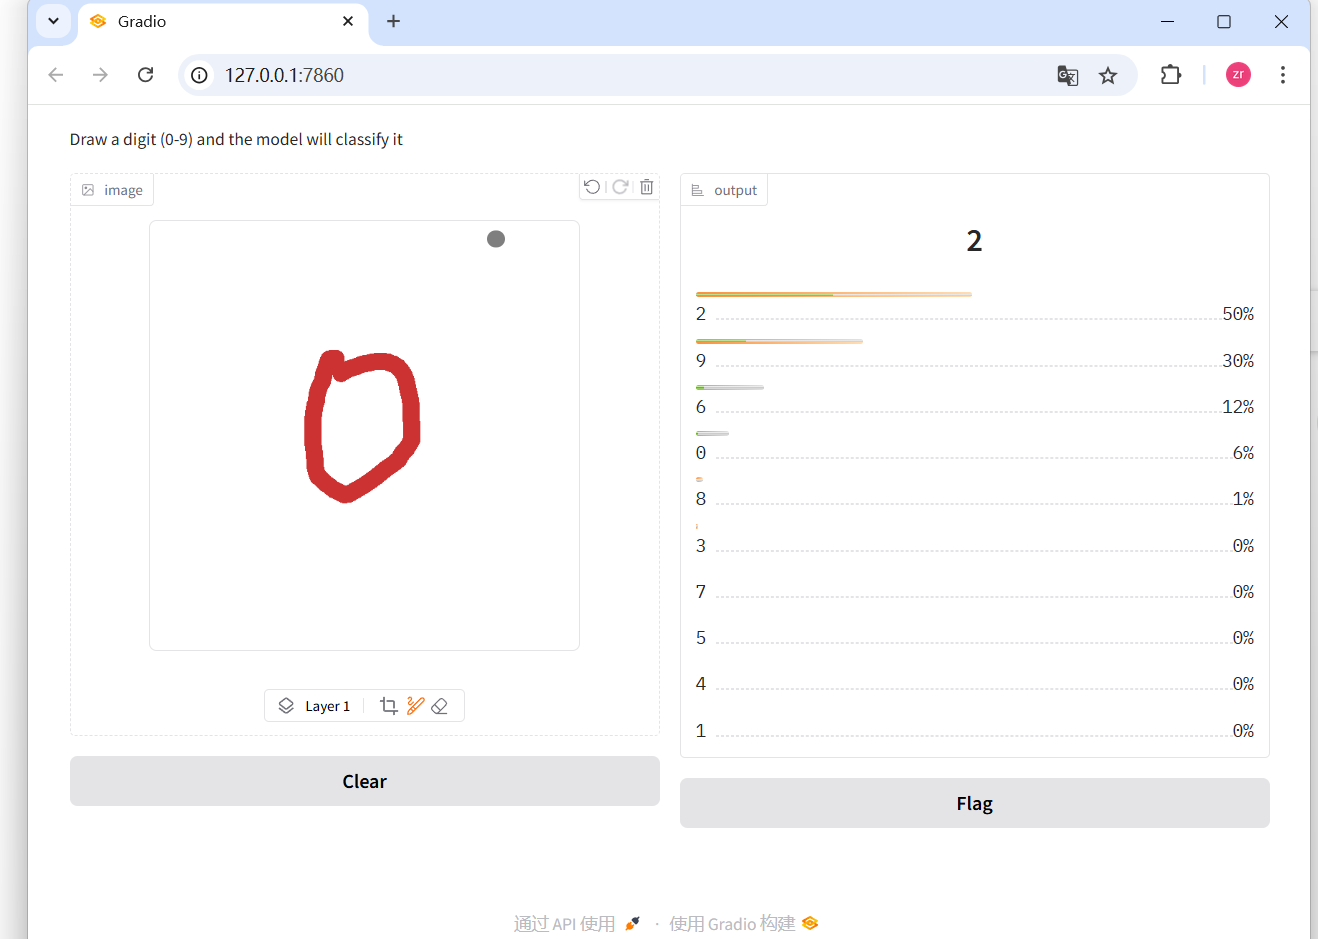 Gradio
127.0.0.1:7860
zr
Draw a digit (0-9) and the model will classify it
image
Layer 1
Clear
output
2
2 50%
9 30%
6 12%
0 6%
8 1%
3 0%
7 0%
5 0%
4 0%
1 0%
Flag
通过 API 使用 · 使用 Gradio 构建